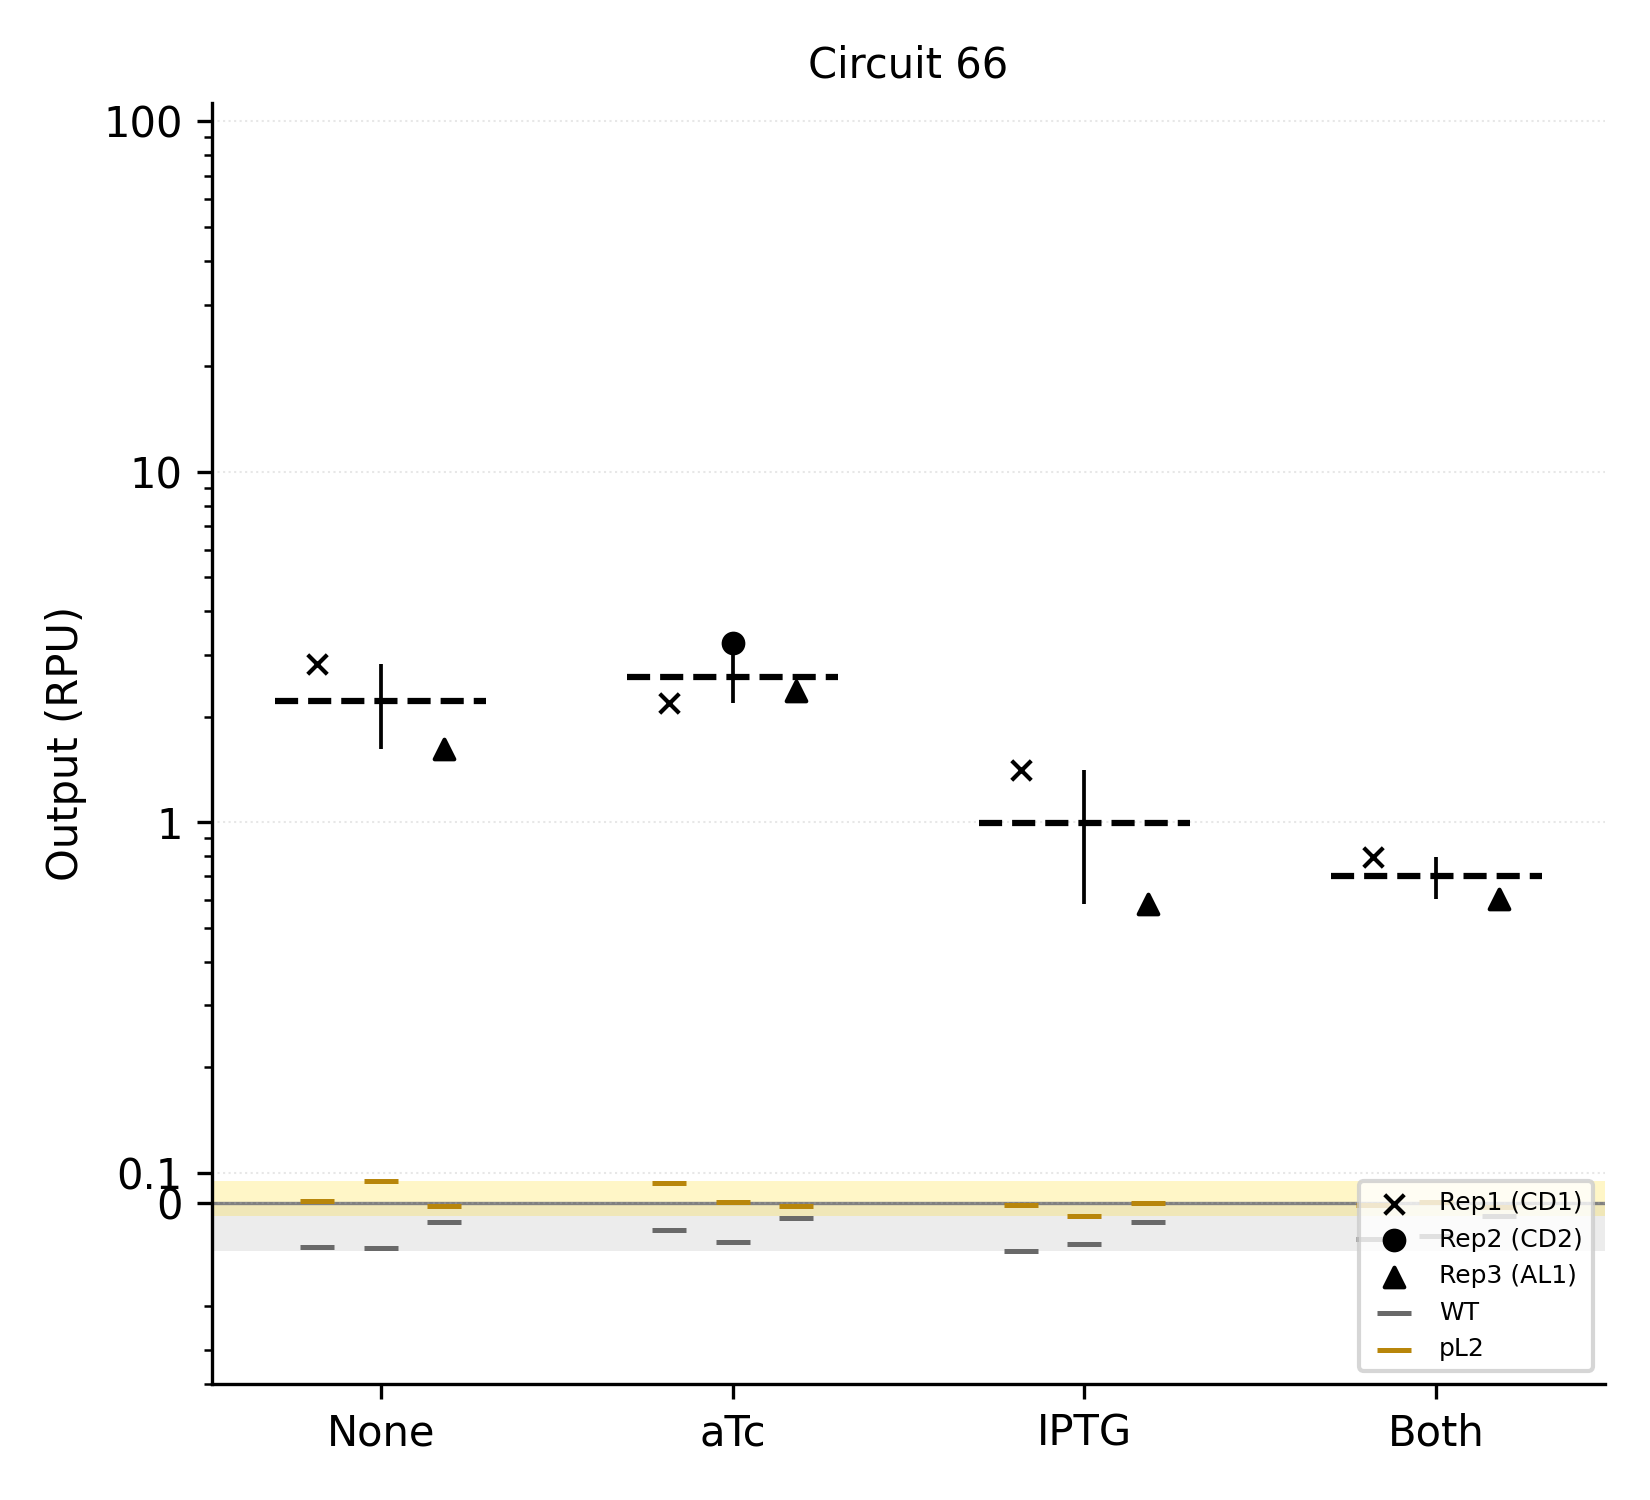 Circuit 66
100
10
1
0.1
0
Output (RPU)
Rep1 (CD1)
Rep2 (CD2)
Rep3 (AL1)
WT
pL2
None
aTc
IPTG
Both